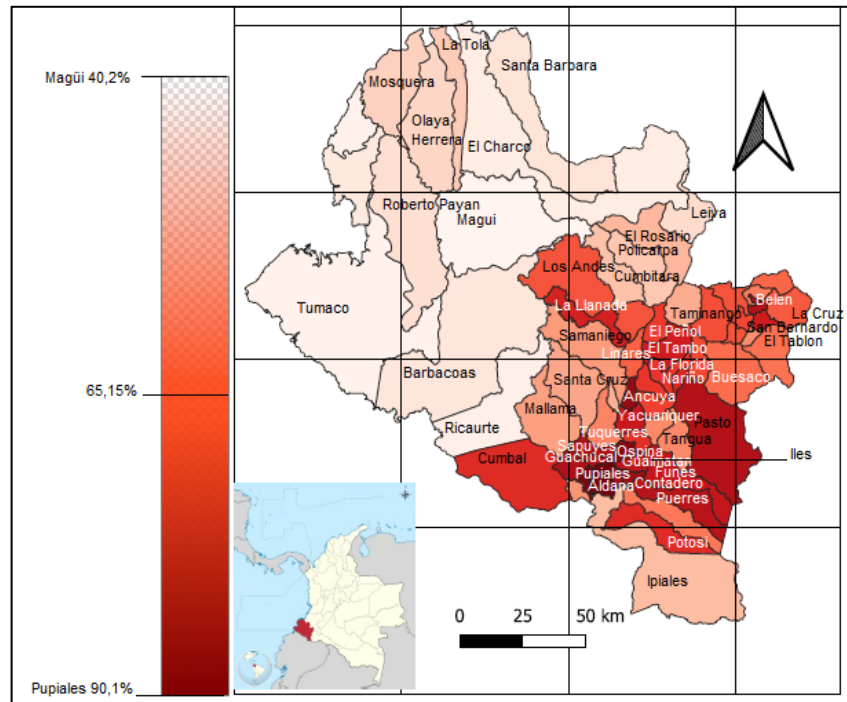 La Tola
Santa Barbara
Magüi 40,2%
Mosquera
Olaya
Herrera
El Charco
Roberto Payan
Leiva
Magui
El Rosario
Policarpa
Los Andes
Cumbitara
Tumaco
La Llanada
Belen
Taminango
La Cruz
Samaniego
El Peñol
San Bernardo
Linares
El Tambo
El Tablon
La Florida
65,15%
Barbacoas
Santa Cruz
Nariño
Buesaco
Ancuya
Mallama
Yacuanquer
Pasto
Ricaurte
Tuquerres
Tangua
Sapuyes
Ospina
Iles
Cumbal
Guachucal
Gualmatan
Pupiales
Funes
Aldana
Contadero
Puerres
Potosi
Ipiales
0 25 50 km
Pupiales 90,1%